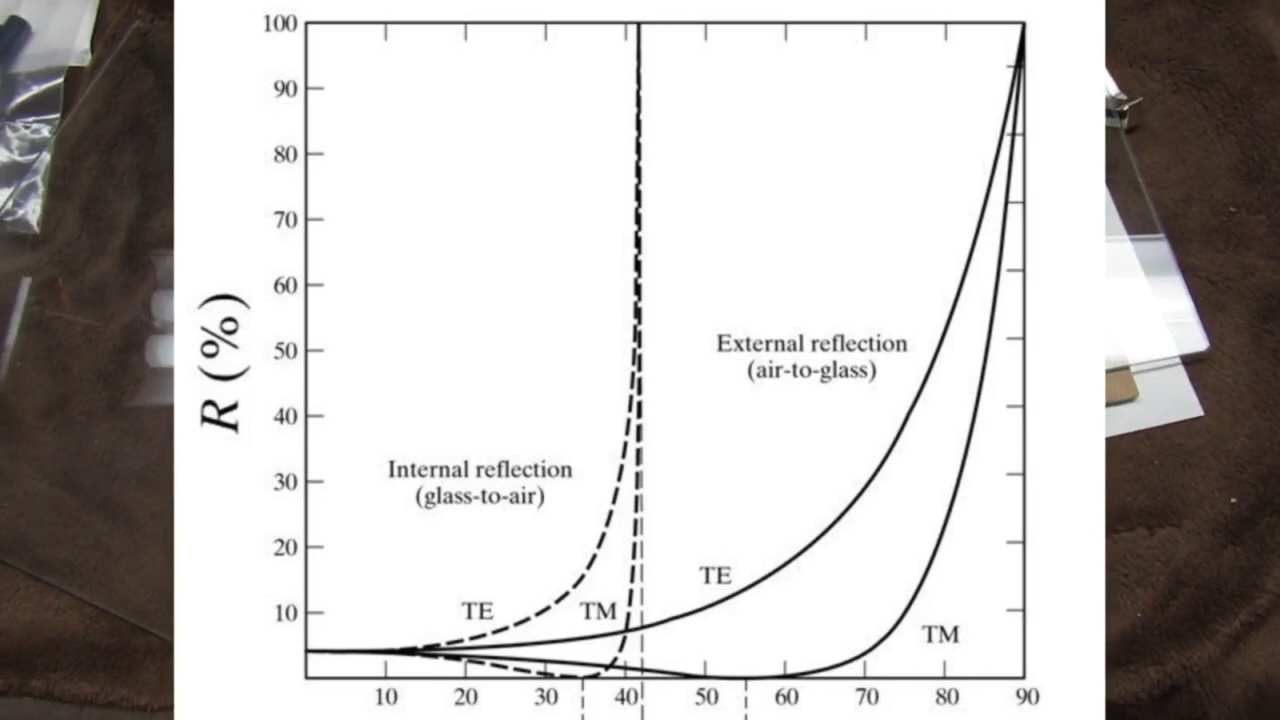 100
90
80
70
60
50
40
30
20
10
R (%)
External reflection
(air-to-glass)
Internal reflection
(glass-to-air)
TE
TE
TM
TM
10 20 30 40 50 60 70 80 90